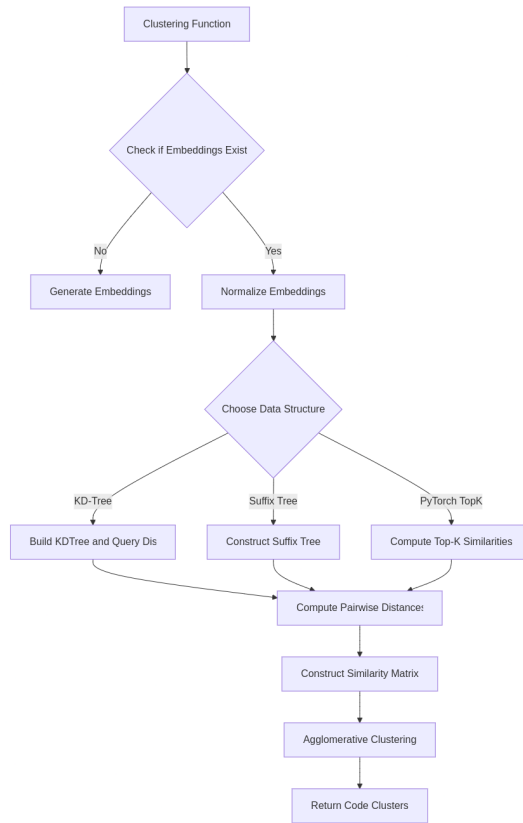 Clustering Function
Check if Embeddings Exist
No
Yes
Generate Embeddings
Normalize Embeddings
Choose Data Structure
KD-Tree
Suffix Tree
PyTorch TopK
Build KDTree and Query Dis
Construct Suffix Tree
Compute Top-K Similarities
Compute Pairwise Distances
Construct Similarity Matrix
Agglomerative Clustering
Return Code Clusters